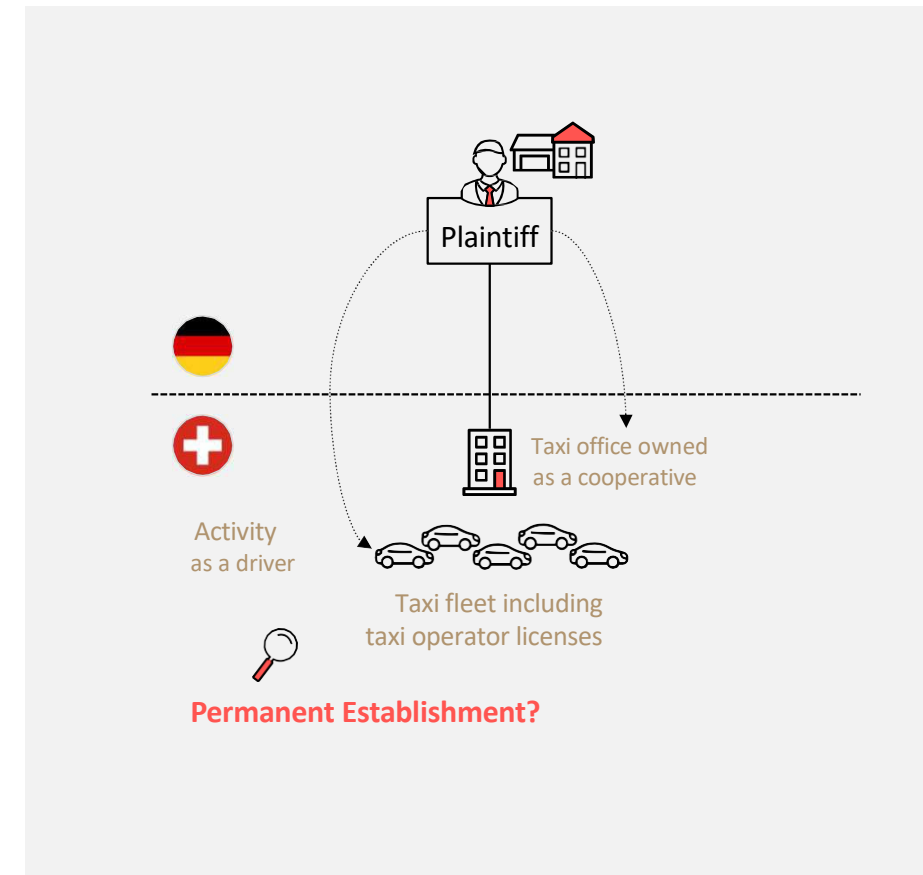 Plaintiff
Taxi office owned
as a cooperative
Activity
as a driver
Taxi fleet including
taxi operator licenses
Permanent Establishment?